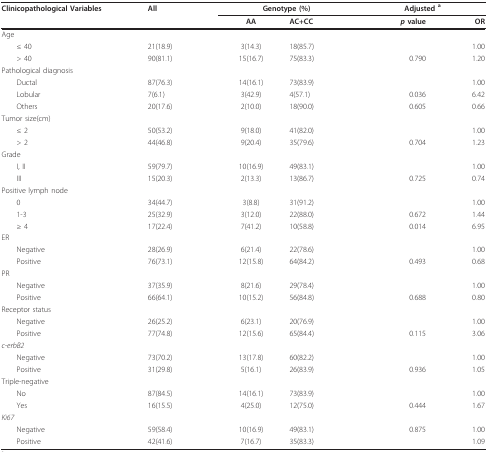 Clinicopathological Variables All Genotype (%) Adjusted a
AA AC+CC p value OR
Age
≤ 40 21(18.9) 3(14.3) 18(85.7) 1.00
> 40 90(81.1) 15(16.7) 75(83.3) 0.790 1.20
Pathological diagnosis
Ductal 87(76.3) 14(16.1) 73(83.9) 1.00
Lobular 7(6.1) 3(42.9) 4(57.1) 0.036 6.42
Others 20(17.6) 2(10.0) 18(90.0) 0.605 0.66
Tumor size(cm)
≤ 2 50(53.2) 9(18.0) 41(82.0) 1.00
> 2 44(46.8) 9(20.4) 35(79.6) 0.704 1.23
Grade
I, II 59(79.7) 10(16.9) 49(83.1) 1.00
III 15(20.3) 2(13.3) 13(86.7) 0.725 0.74
Positive lymph node
0 34(44.7) 3(8.8) 31(91.2) 1.00
1-3 25(32.9) 3(12.0) 22(88.0) 0.672 1.44
≥ 4 17(22.4) 7(41.2) 10(58.8) 0.014 6.95
ER
Negative 28(26.9) 6(21.4) 22(78.6) 1.00
Positive 76(73.1) 12(15.8) 64(84.2) 0.493 0.68
PR
Negative 37(35.9) 8(21.6) 29(78.4) 1.00
Positive 66(64.1) 10(15.2) 56(84.8) 0.688 0.80
Receptor status
Negative 26(25.2) 6(23.1) 20(76.9) 1.00
Positive 77(74.8) 12(15.6) 65(84.4) 0.115 3.06
c-erbB2
Negative 73(70.2) 13(17.8) 60(82.2) 1.00
Positive 31(29.8) 5(16.1) 26(83.9) 0.936 1.05
Triple-negative
No 87(84.5) 14(16.1) 73(83.9) 1.00
Yes 16(15.5) 4(25.0) 12(75.0) 0.444 1.67
Ki67
Negative 59(58.4) 10(16.9) 49(83.1) 0.875 1.00
Positive 42(41.6) 7(16.7) 35(83.3) 1.09